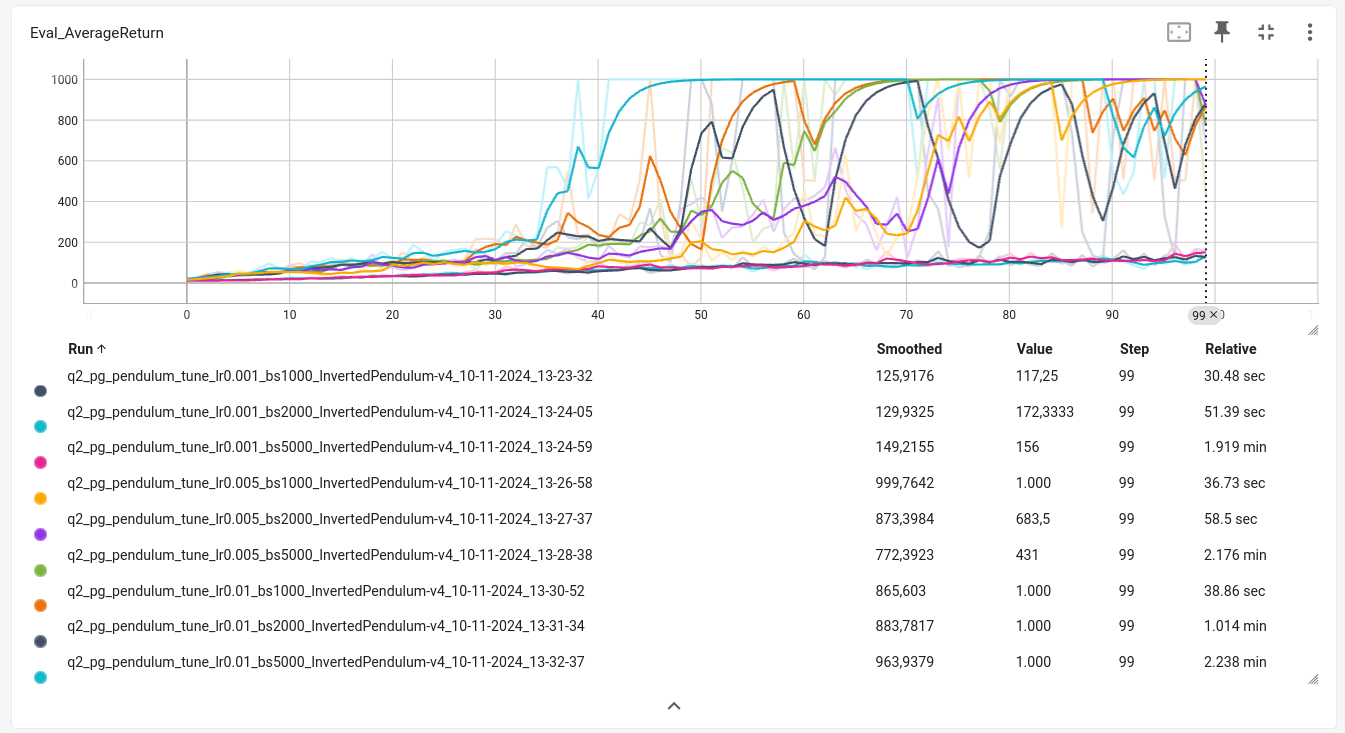 Eval_AverageReturn
1000
800
600
400
200
0
0 10 20 30 40 50 60 70 80 90 99 ×
Run ↑ Smoothed Value Step Relative
q2_pg_pendulum_tune_lr0.001_bs1000_InvertedPendulum-v4_10-11-2024_13-23-32 125,9176 117,25 99 30.48 sec
q2_pg_pendulum_tune_lr0.001_bs2000_InvertedPendulum-v4_10-11-2024_13-24-05 129,9325 172,3333 99 51.39 sec
q2_pg_pendulum_tune_lr0.001_bs5000_InvertedPendulum-v4_10-11-2024_13-24-59 149,2155 156 99 1.919 min
q2_pg_pendulum_tune_lr0.005_bs1000_InvertedPendulum-v4_10-11-2024_13-26-58 999,7642 1.000 99 36.73 sec
q2_pg_pendulum_tune_lr0.005_bs2000_InvertedPendulum-v4_10-11-2024_13-27-37 873,3984 683,5 99 58.5 sec
q2_pg_pendulum_tune_lr0.005_bs5000_InvertedPendulum-v4_10-11-2024_13-28-38 772,3923 431 99 2.176 min
q2_pg_pendulum_tune_lr0.01_bs1000_InvertedPendulum-v4_10-11-2024_13-30-52 865,603 1.000 99 38.86 sec
q2_pg_pendulum_tune_lr0.01_bs2000_InvertedPendulum-v4_10-11-2024_13-31-34 883,7817 1.000 99 1.014 min
q2_pg_pendulum_tune_lr0.01_bs5000_InvertedPendulum-v4_10-11-2024_13-32-37 963,9379 1.000 99 2.238 min